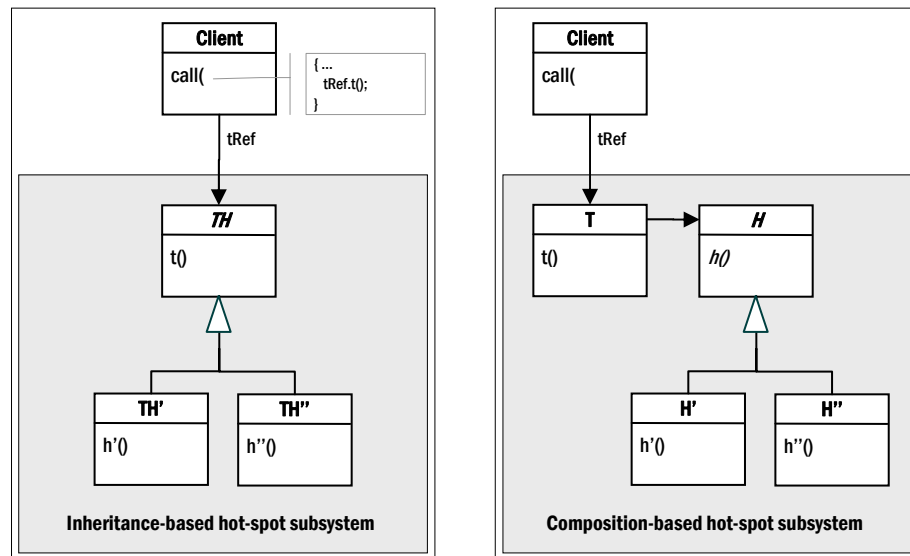 Client
call(
{ ...
tRef.t();
}
tRef
TH
t()
TH’
h’()
TH’’
h’’()
Inheritance-based hot-spot subsystem
Client
call(
tRef
T
t()
H
h()
H’
h’()
H’’
h’’()
Composition-based hot-spot subsystem